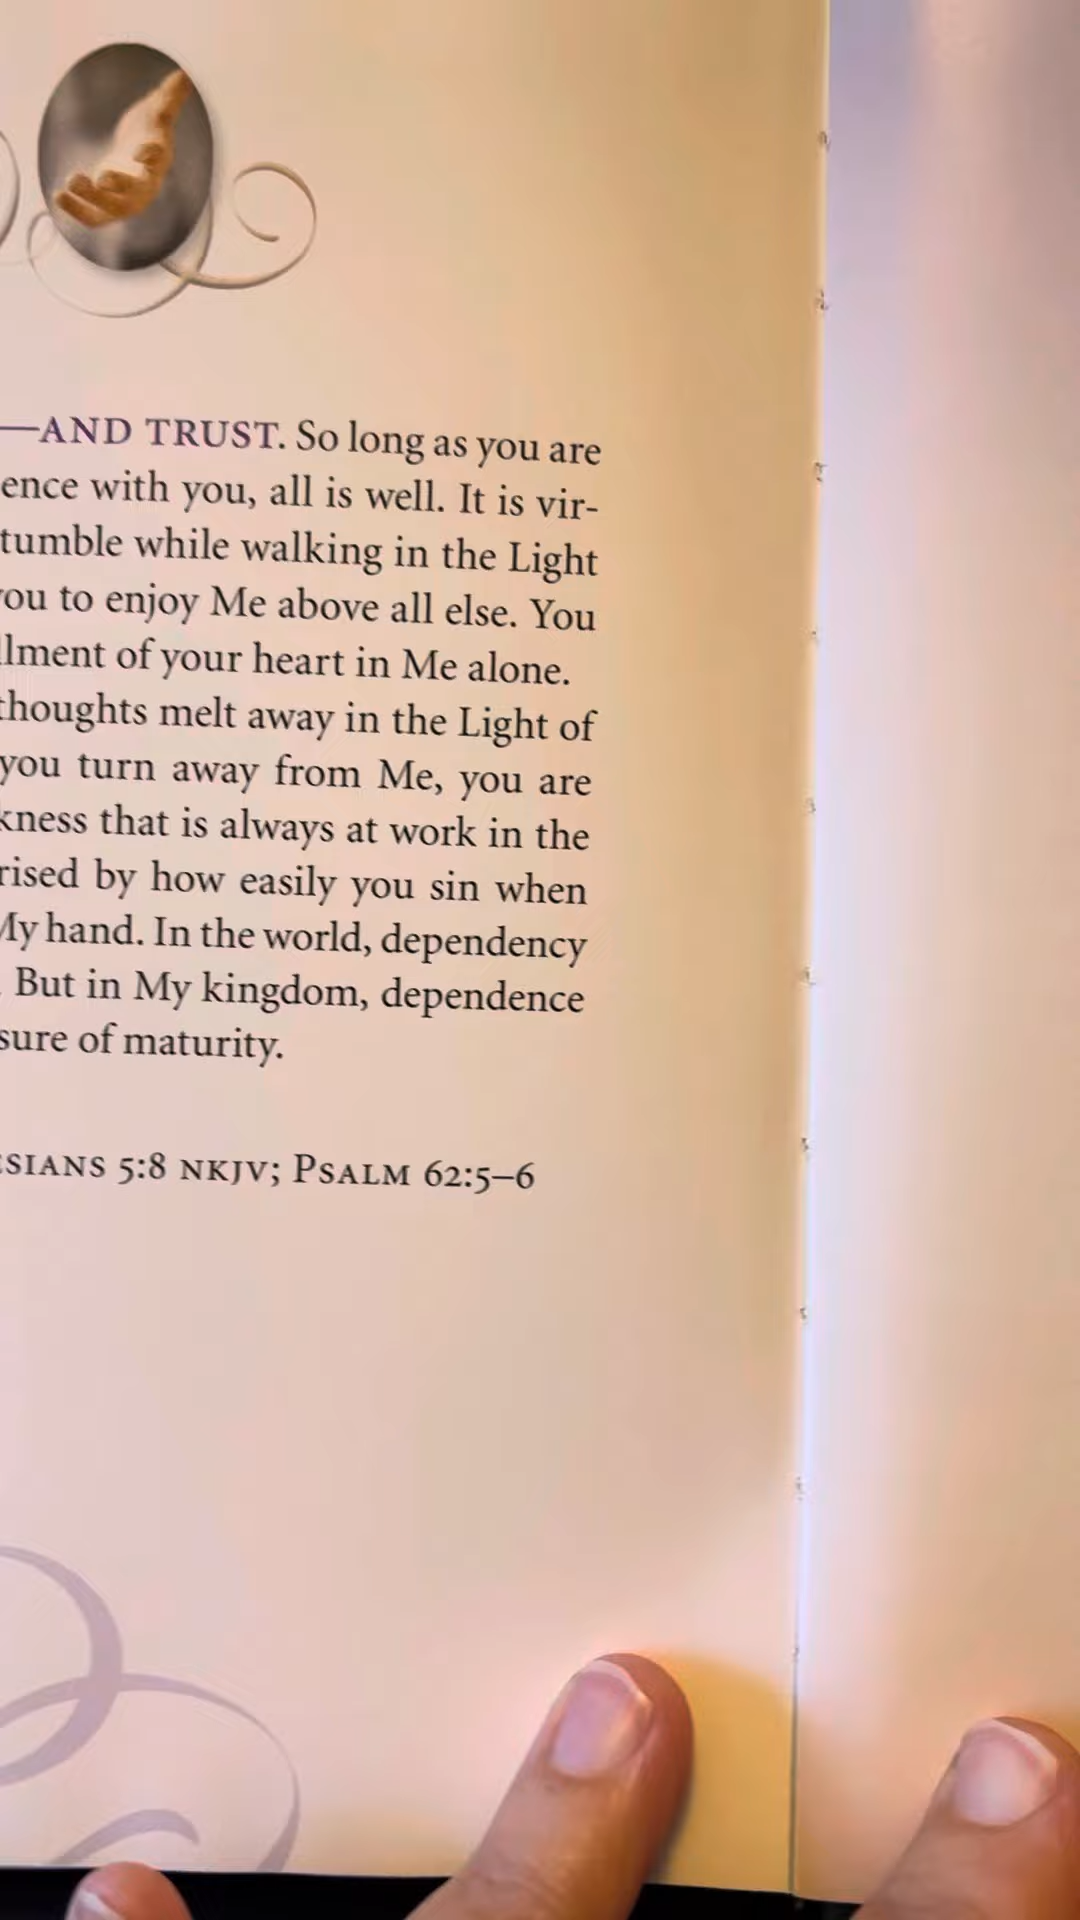 —AND TRUST. So long as you are
ence with you, all is well. It is vir-
tumble while walking in the Light
you to enjoy Me above all else. You
llment of your heart in Me alone.
thoughts melt away in the Light of
you turn away from Me, you are
kness that is always at work in the
rised by how easily you sin when
My hand. In the world, dependency
. But in My kingdom, dependence
sure of maturity.
ESIANS 5:8 NKJV; PSALM 62:5–6